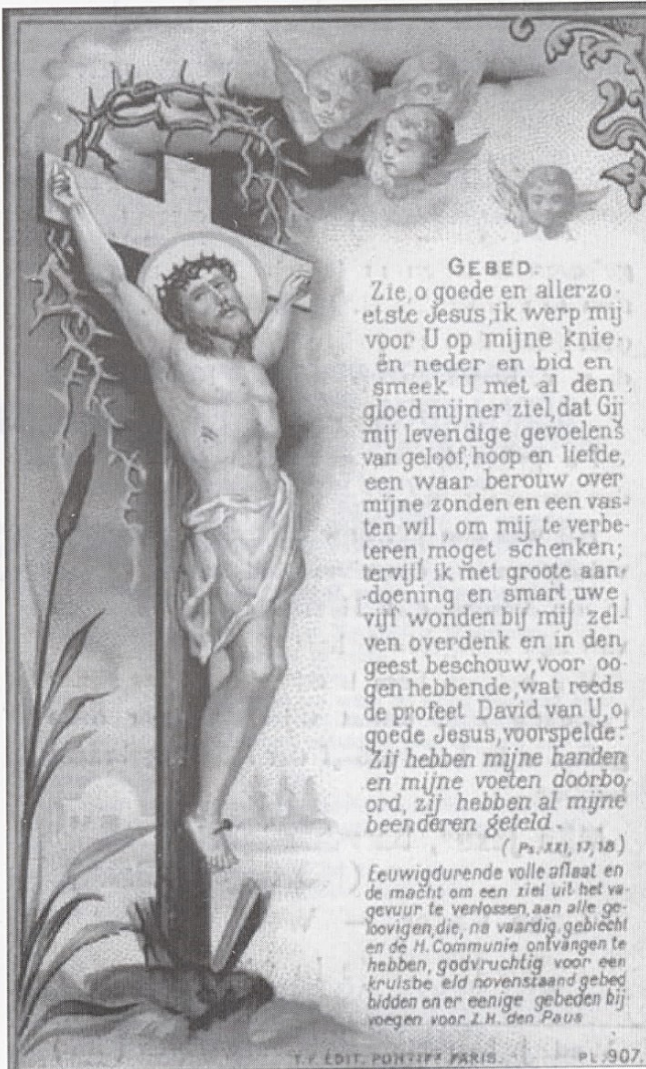 GEBED.
Zie, o goede en allerzo-
etste Jesus, ik werp mij
voor U op mijne knie-
ën neder en bid en
smeek U met al den
gloed mijner ziel, dat Gij
mij levendige gevoelens
van geloof, hoop en liefde,
een waar berouw over
mijne zonden en een vas-
ten wil, om mij te verbe-
teren moget schenken;
tervijl ik met groote aan-
doening en smart uwe
vijf wonden bij mij zel-
ven overdenk en in den
geest beschouw, voor oo-
gen hebbende, wat reeds
de profeet David van U, o
goede Jesus, voorspelde:
Zij hebben mijne handen
en mijne voeten doorbo-
ord, zij hebben al mijne
beenderen geteld.
(Ps. XXI, 17, 18)
Eeuwigdurende volle aflaat en
de macht om een ziel uit het va-
gevuur te verlossen, aan alle ge-
loovigen, die, na vaardig gebiecht
en de H. Communie ontvangen te
hebben, godvruchtig voor een
kruisbe eld novenstaand gebed
bidden en er eenige gebeden bij
voegen voor Z.H. den Paus
ÉDIT. PONTIFF PARIS. PL. 907.